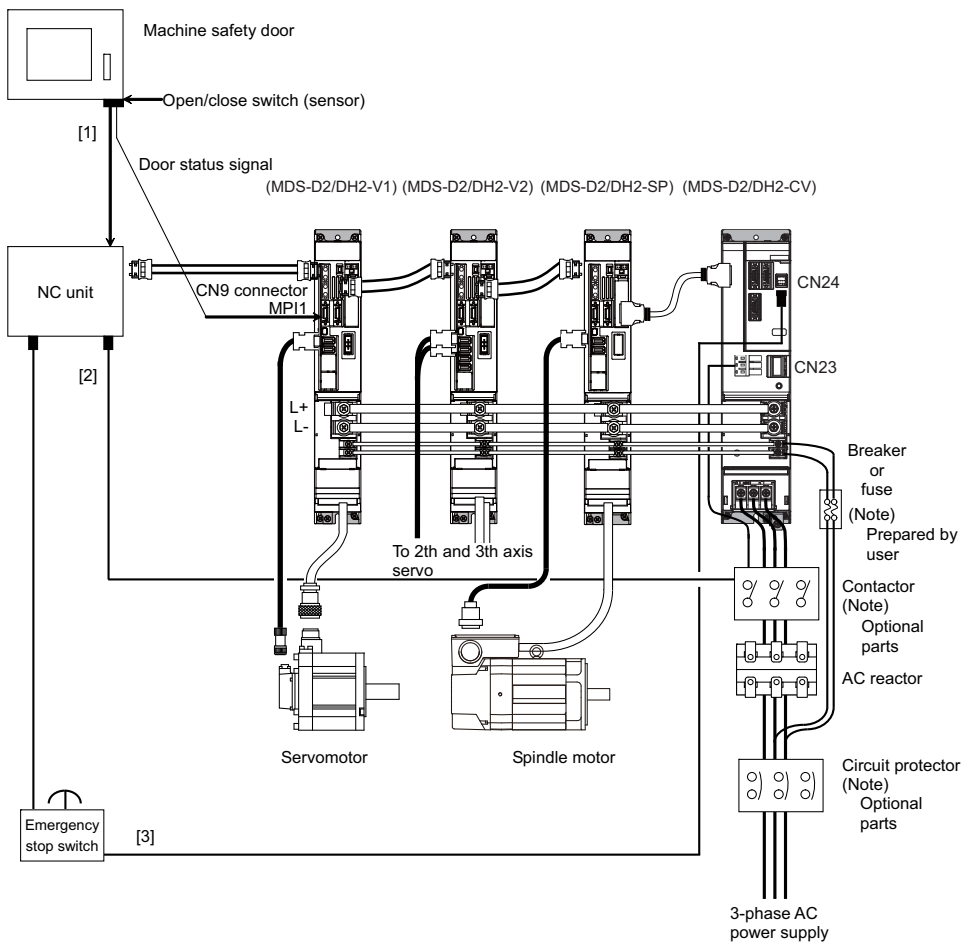 Machine safety door
Open/close switch (sensor)
[1]
Door status signal
(MDS-D2/DH2-V1) (MDS-D2/DH2-V2) (MDS-D2/DH2-SP) (MDS-D2/DH2-CV)
NC unit
CN9 connector
MPI1
CN24
[2]
CN23
L+
L-
Breaker
or
fuse
(Note)
Prepared by
user
To 2th and 3th axis
servo
Contactor
(Note)
Optional
parts
AC reactor
Servomotor
Spindle motor
Circuit protector
(Note)
Optional
parts
Emergency
stop switch
[3]
3-phase AC
power supply